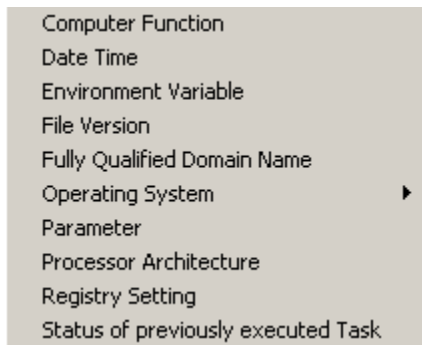 Computer Function
Date Time
Environment Variable
File Version
Fully Qualified Domain Name
Operating System
Parameter
Processor Architecture
Registry Setting
Status of previously executed Task